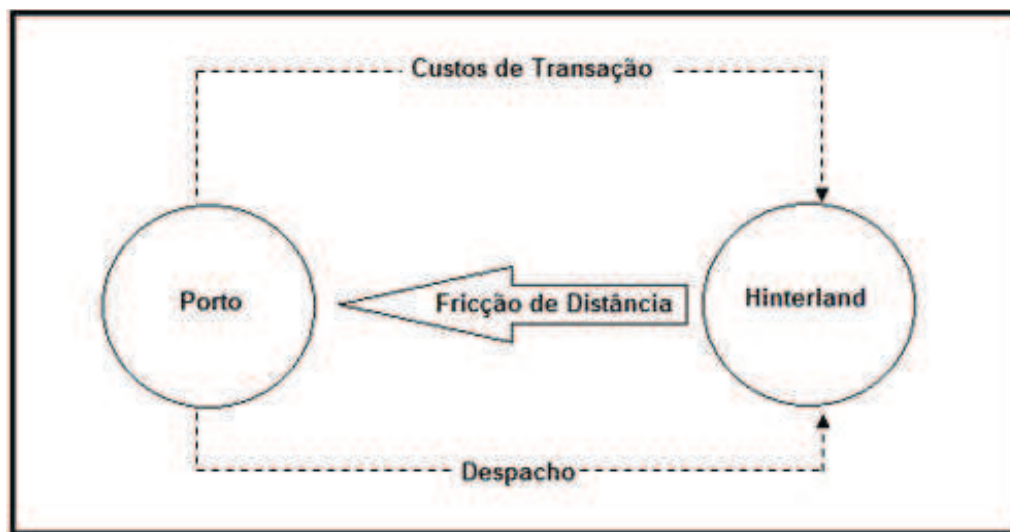 Custos de Transação
Porto
Fricção de Distância
Hinterland
Despacho